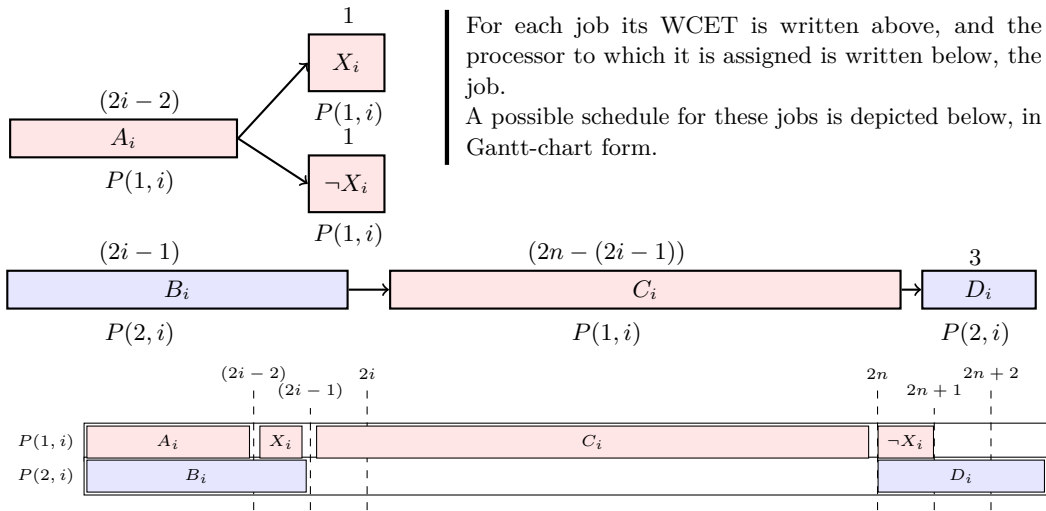 1
X_i
P(1, i)
(2i − 2)
A_i
P(1, i)
1
¬X_i
P(1, i)
For each job its WCET is written above, and the
processor to which it is assigned is written below, the
job.
A possible schedule for these jobs is depicted below, in
Gantt-chart form.
(2i − 1)
B_i
P(2, i)
(2n − (2i − 1))
C_i
P(1, i)
3
D_i
P(2, i)
(2i − 2)
(2i − 1)
2i
2n
2n + 1
2n + 2
P(1, i)
A_i
X_i
C_i
¬X_i
P(2, i)
B_i
D_i